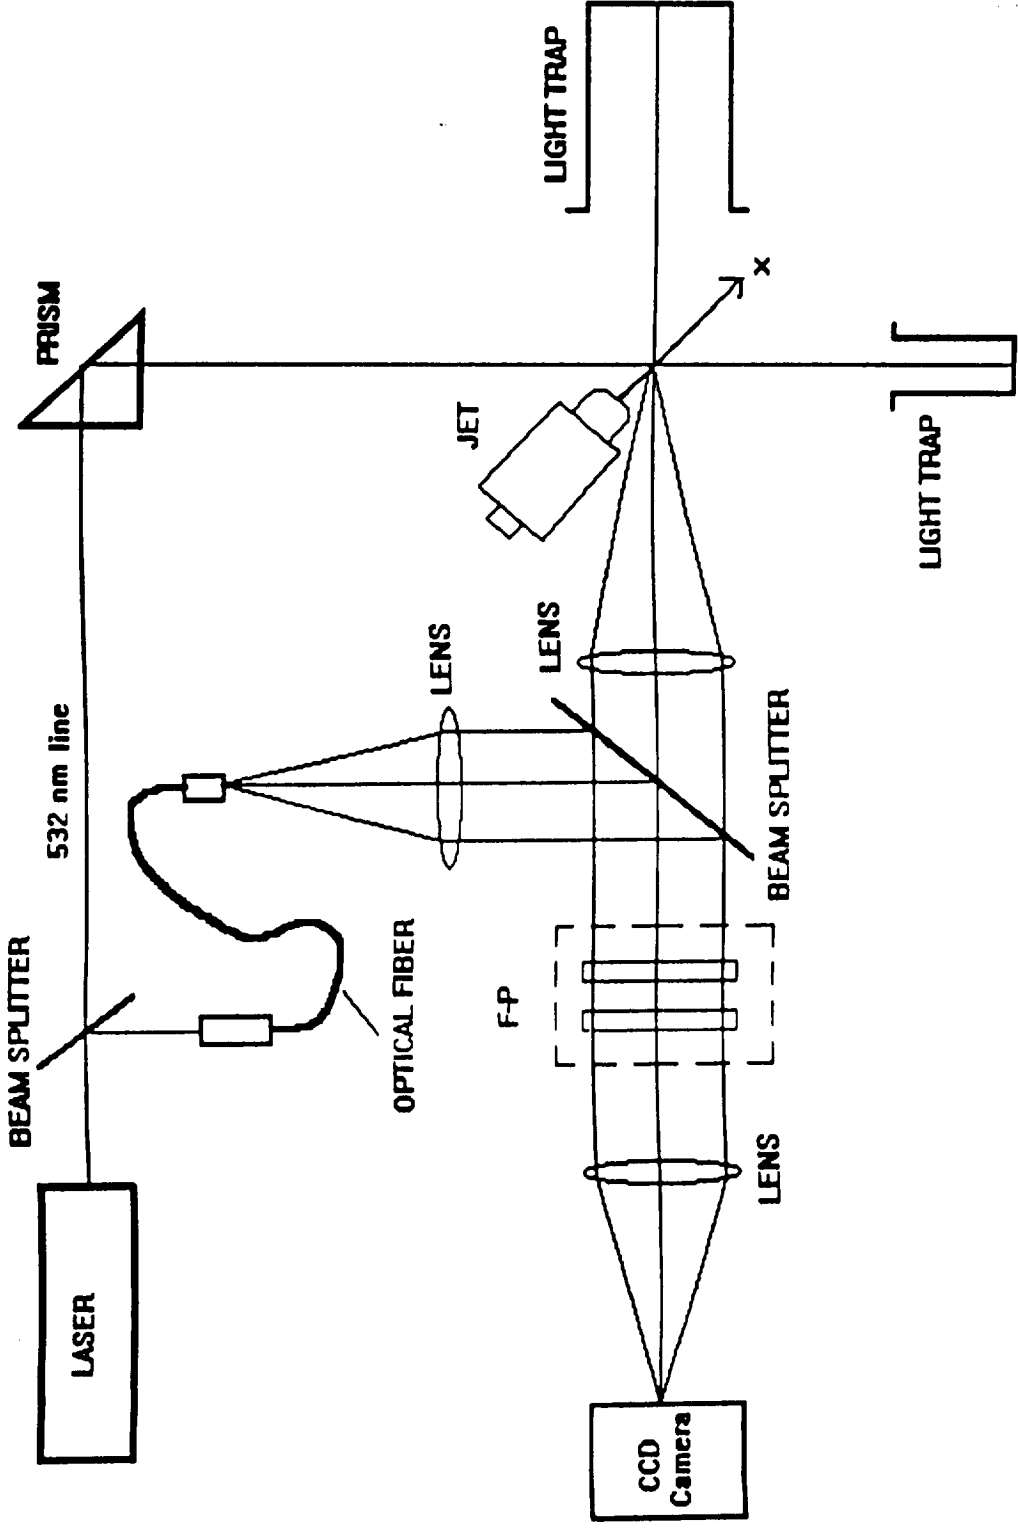 LASER
BEAM SPLITTER
532 nm line
PRISM
OPTICAL FIBER
LENS
JET
LIGHT TRAP
LENS
F-P
X
CCD
Camera
LENS
BEAM SPLITTER
LIGHT TRAP